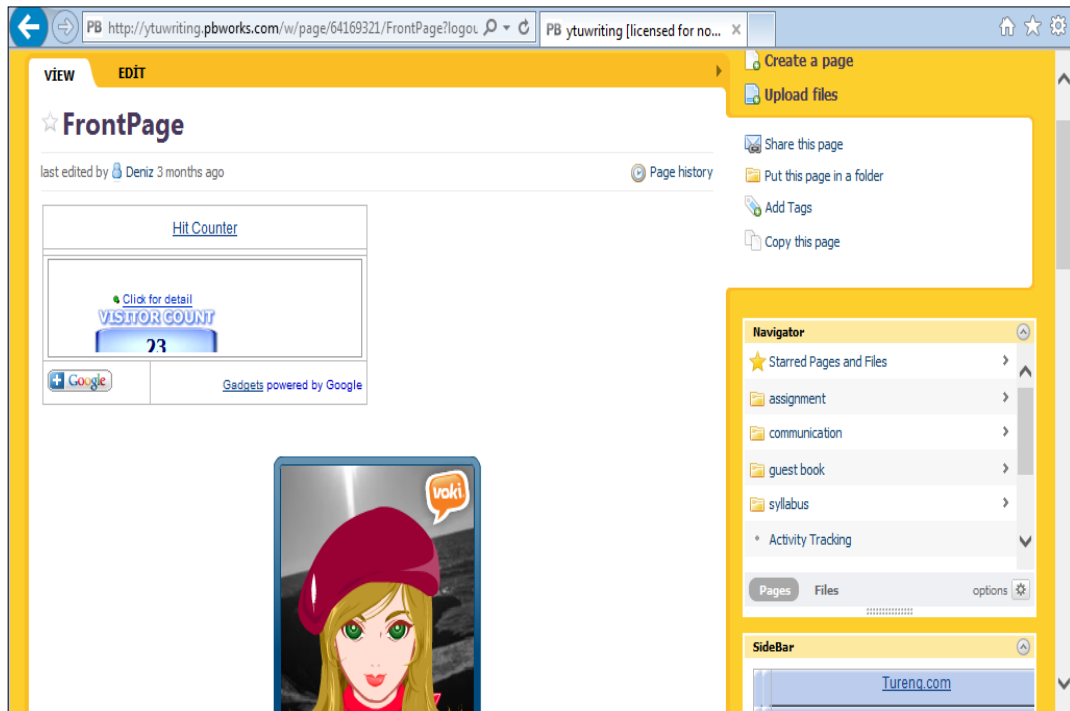 PB http://ytuwriting.pbworks.com/w/page/64169321/FrontPage?logou
PB ytuwriting [licensed for no...
VİEW
EDİT
FrontPage
last edited by Deniz 3 months ago
Page history
Hit Counter
Click for detail
VISITOR COUNT
23
Google
Gadgets powered by Google
voki
Create a page
Upload files
Share this page
Put this page in a folder
Add Tags
Copy this page
Navigator
Starred Pages and Files
assignment
communication
guest book
syllabus
Activity Tracking
Pages
Files
options
SideBar
Tureng.com